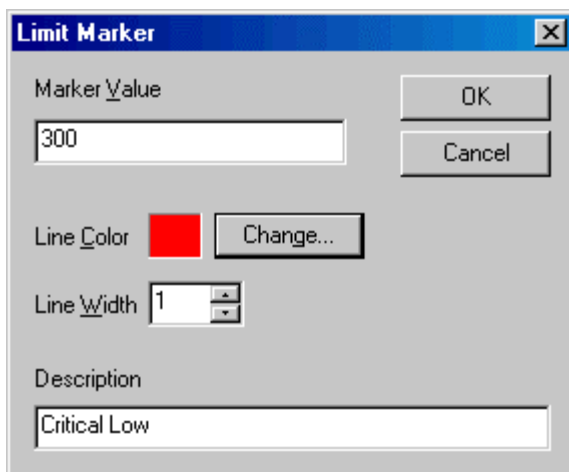 Limit Marker
Marker Value
OK
300
Cancel
Line Color
Change...
Line Width 1
Description
Critical Low